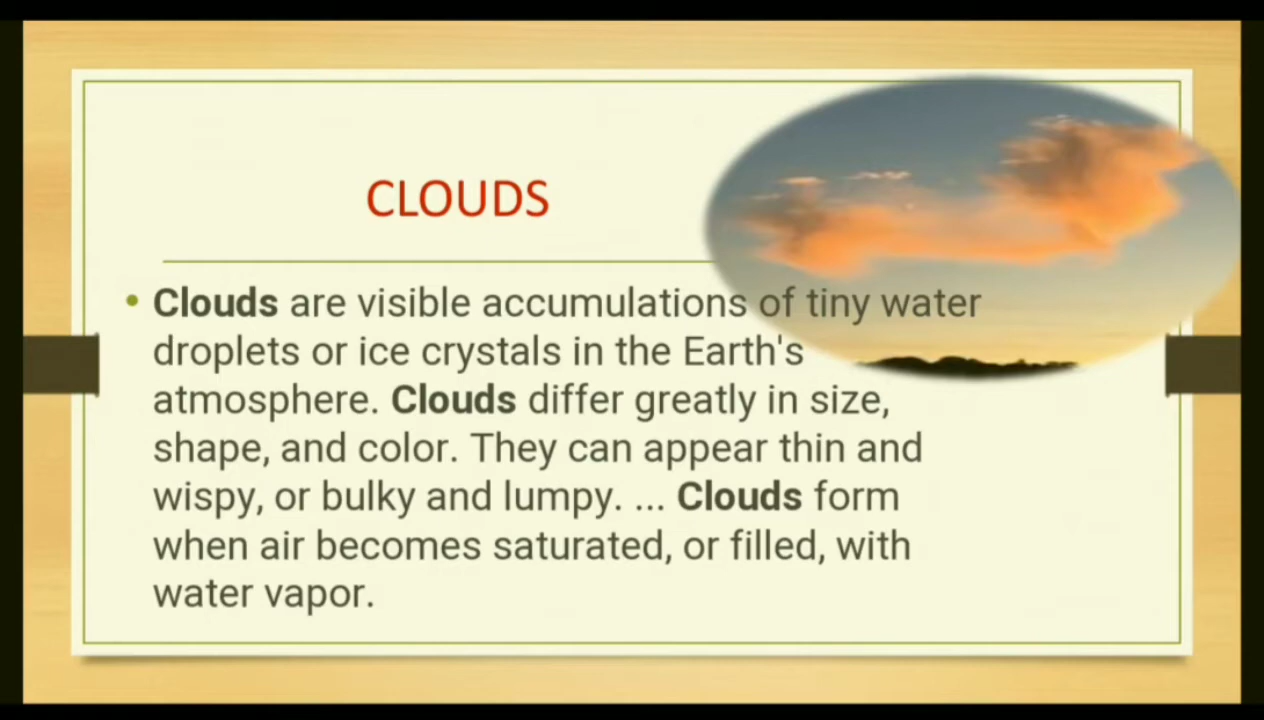 CLOUDS
• Clouds are visible accumulations of tiny water
droplets or ice crystals in the Earth's
atmosphere. Clouds differ greatly in size,
shape, and color. They can appear thin and
wispy, or bulky and lumpy. ... Clouds form
when air becomes saturated, or filled, with
water vapor.